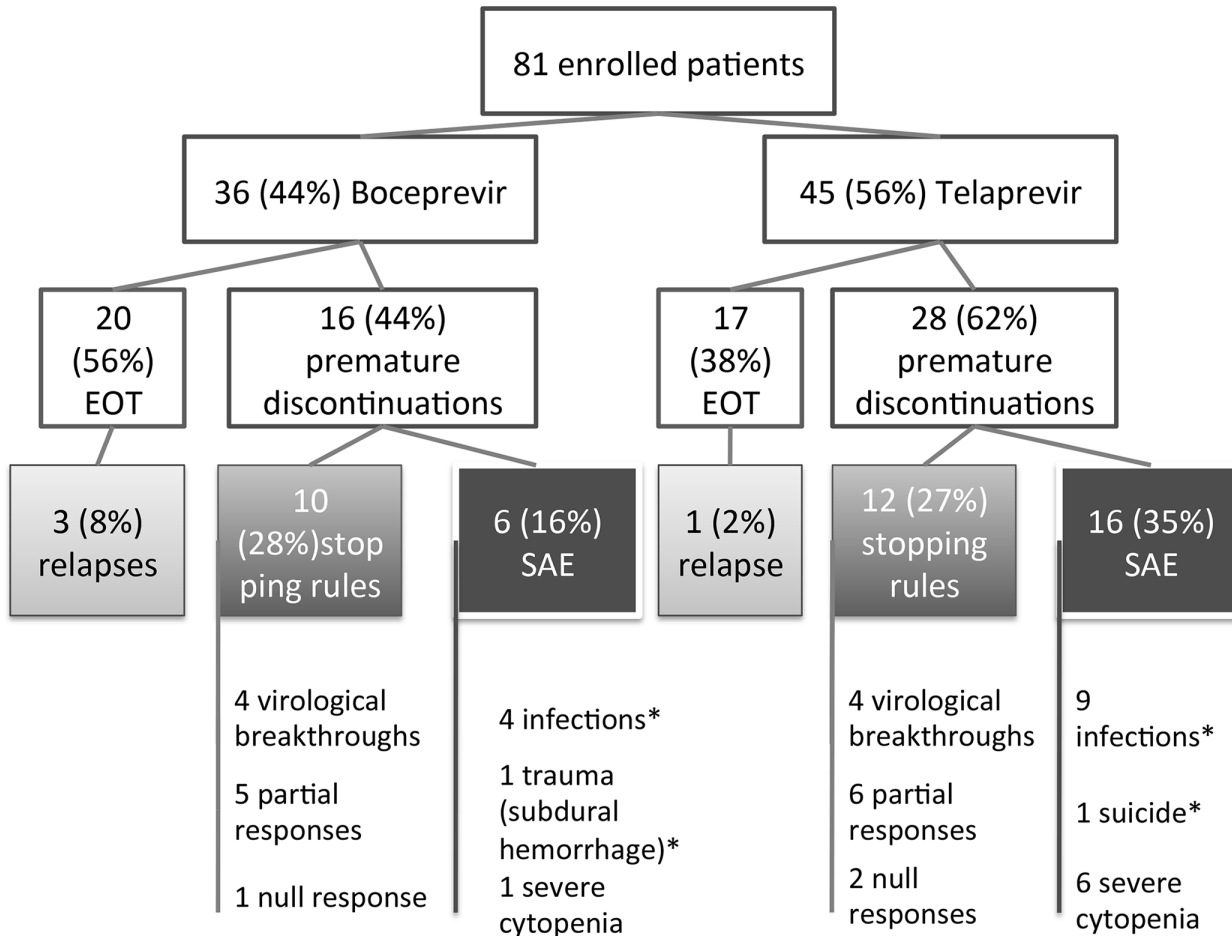 81 enrolled patients
36 (44%) Boceprevir
45 (56%) Telaprevir
20
(56%)
EOT
16 (44%)
premature
discontinuations
17
(38%)
EOT
28 (62%)
premature
discontinuations
3 (8%)
relapses
10
(28%)stop
ping rules
6 (16%)
SAE
1 (2%)
relapse
12 (27%)
stopping
rules
16 (35%)
SAE
4 virological
breakthroughs
5 partial
responses
1 null response
4 infections*
1 trauma
(subdural
hemorrhage)*
1 severe
cytopenia
4 virological
breakthroughs
6 partial
responses
2 null
responses
9
infections*
1 suicide*
6 severe
cytopenia